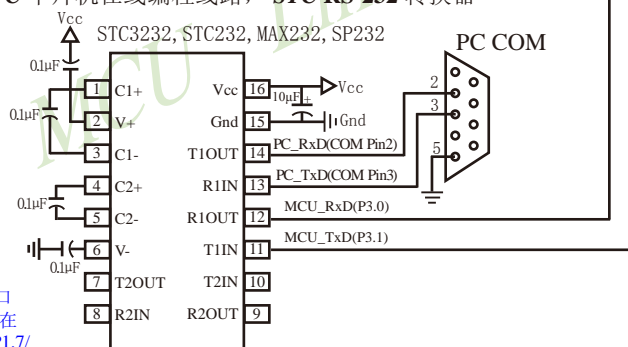 单片机在线编程线路, STC RS-232 转换器
Vcc
STC3232, STC232, MAX232, SP232
PC COM
0.1μF
1 C1+ Vcc 16 Vcc
0.1μF 10μF +
2 V+ Gnd 15 Gnd
3 C1- T1OUT 14 PC_RxD(COM Pin2)
4 C2+ R1IN 13 PC_TxD(COM Pin3)
0.1μF
5 C2- R1OUT 12 MCU_RxD(P3.0)
6 V- T1IN 11 MCU_TxD(P3.1)
0.1μF
7 T2OUT T2IN 10
8 R2IN R2OUT 9
2
3
5
MCU
口
在
1.7/